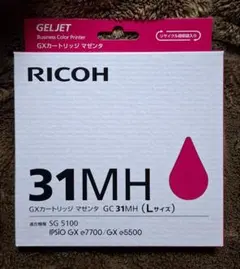 GELJET
Business Color Printer
GXカートリッジ マゼンタ
RICOH
31MH
GXカートリッジ マゼンタ GC 31MH (Lサイズ)
SG 5100
IPSiO GX e7700/GX e5500